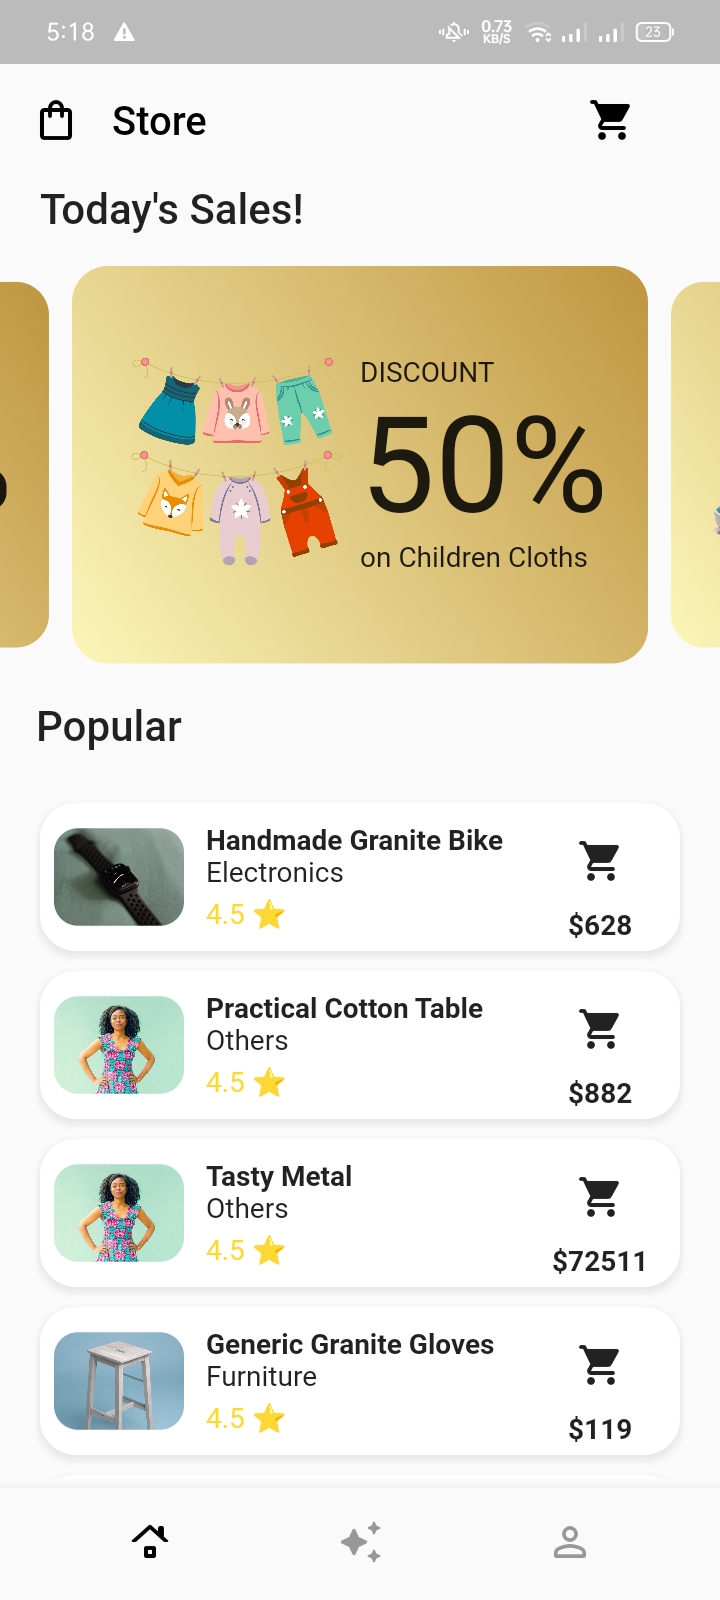 5:18
0.73
KB/S
23
Store
Today's Sales!
DISCOUNT
50%
on Children Cloths
Popular
Handmade Granite Bike
Electronics
4.5 ⭐
$628
Practical Cotton Table
Others
4.5 ⭐
$882
Tasty Metal
Others
4.5 ⭐
$72511
Generic Granite Gloves
Furniture
4.5 ⭐
$119